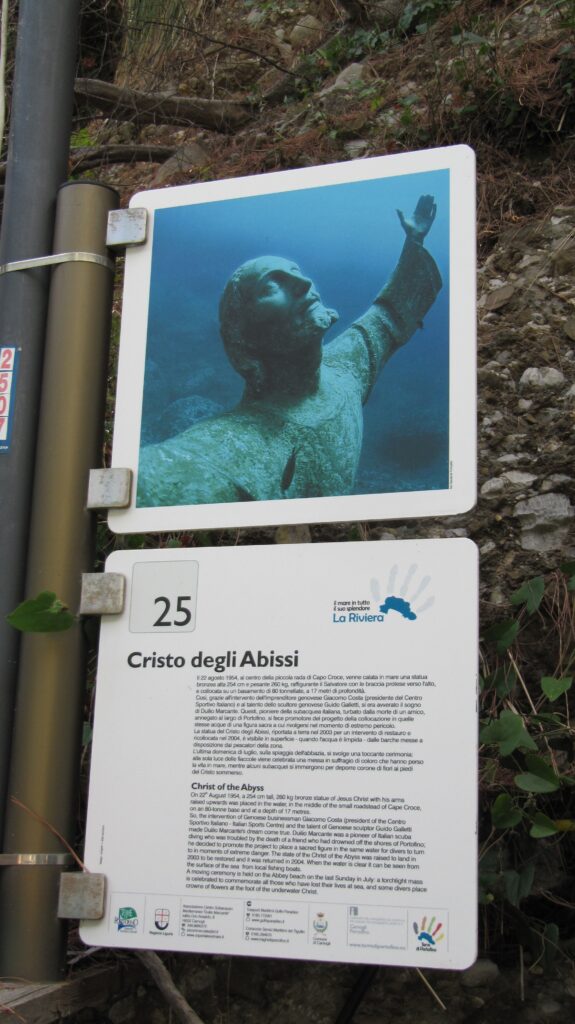 2507
25
il mare in tutto
il suo splendore
La Riviera
Cristo degli Abissi
Il 22 agosto 1954, al centro della piccola rada di Capo Croce, venne calata in mare una statua
bronzea alta 254 cm e pesante 260 kg, raffigurante il Salvatore con le braccia protese verso l'alto,
e collocata su un basamento di 80 tonnellate, a 17 metri di profondità.
Così, grazie all'intervento dell'imprenditore genovese Giacomo Costa (presidente del Centro
Sportivo Italiano) e al talento dello scultore genovese Guido Galletti, si era avverato il sogno
di Duilio Marcante. Questi, pioniere della subacquea italiana, turbato dalla morte di un amico,
annegato al largo di Portofino, si fece promotore del progetto della collocazione in quelle
stesse acque di una figura sacra a cui rivolgersi nel momento di estremo pericolo.
La statua del Cristo degli Abissi, riportata a terra nel 2003 per un intervento di restauro e
ricollocata nel 2004, è visibile in superficie - quando l'acqua è limpida - dalle barche messe a
disposizione dai pescatori della zona.
L'ultima domenica di luglio, sulla spiaggia dell'abbazia, si svolge una toccante cerimonia;
alla sola luce delle fiaccole viene celebrata una messa in suffragio di coloro che hanno perso
la vita in mare, mentre alcuni subacquei si immergono per deporre corone di fiori ai piedi
del Cristo sommerso.
Christ of the Abyss
On 22nd August 1954, a 254 cm tall, 260 kg bronze statue of Jesus Christ with his arms
raised upwards was placed in the water, in the middle of the small roadstead of Cape Croce,
on an 80-tonne base and at a depth of 17 metres.
So, the intervention of Genoese businessman Giacomo Costa (president of the Centro
Sportivo Italiano - Italian Sports Centre) and the talent of Genoese sculptor Guido Galletti
made Duilio Marcante's dream come true. Duilio Marcante was a pioneer of Italian scuba
diving who was troubled by the death of a friend who had drowned off the shores of Portofino;
he decided to promote the project to place a sacred figure in the same water for divers to turn
to in moments of extreme danger. The state of the Christ of the Abyss was raised to land in
2003 to be restored and it was returned in 2004. When the water is clear it can be seen from
the surface of the sea from local fishing boats.
A moving ceremony is held on the Abbey beach on the last Sunday in July: a torchlight mass
is celebrated to commemorate all those who have lost their lives at sea, and some divers place
crowns of flowers at the foot of the underwater Christ.
Regione Liguria
Comune
di Camogli